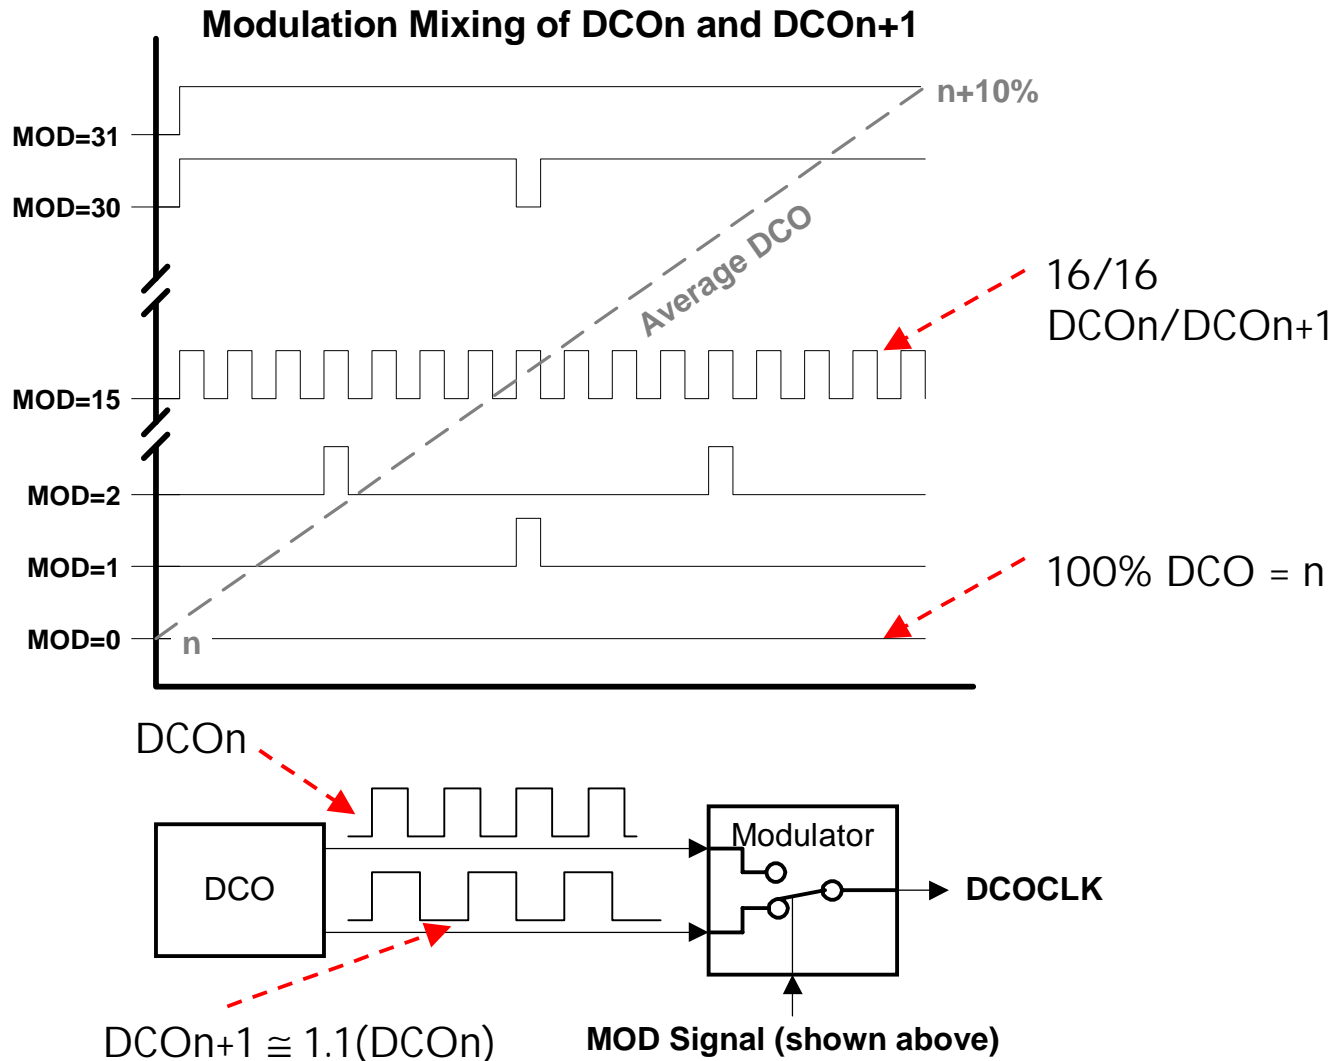 Modulation Mixing of DCOn and DCOn+1
n+10%
MOD=31
MOD=30
Average DCO
16/16
DCOn/DCOn+1
MOD=15
MOD=2
MOD=1
100% DCO = n
MOD=0
n
DCOn
DCO
Modulator
DCOCLK
DCOn+1 ≅ 1.1(DCOn)
MOD Signal (shown above)